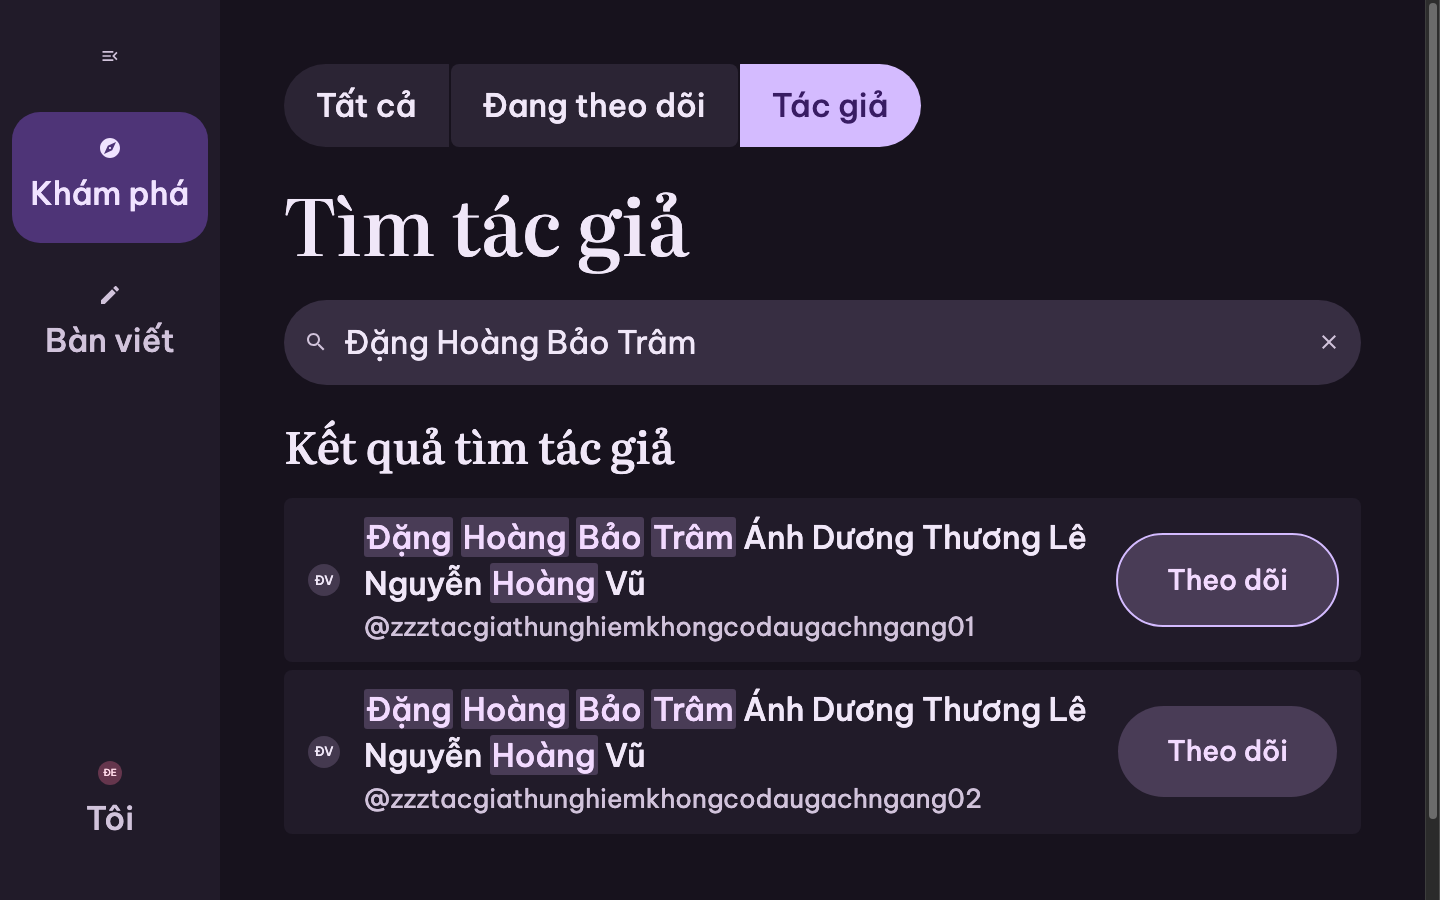 Khám phá
Bàn viết
ĐE
Tôi
Tất cả
Đang theo dõi
Tác giả
Tìm tác giả
Đặng Hoàng Bảo Trâm
Kết quả tìm tác giả
ĐV
Đặng Hoàng Bảo Trâm Ánh Dương Thương Lê
Nguyễn Hoàng Vũ
@zzztacgiathunghiemkhongcodaugachngang01
Theo dõi
ĐV
Đặng Hoàng Bảo Trâm Ánh Dương Thương Lê
Nguyễn Hoàng Vũ
@zzztacgiathunghiemkhongcodaugachngang02
Theo dõi